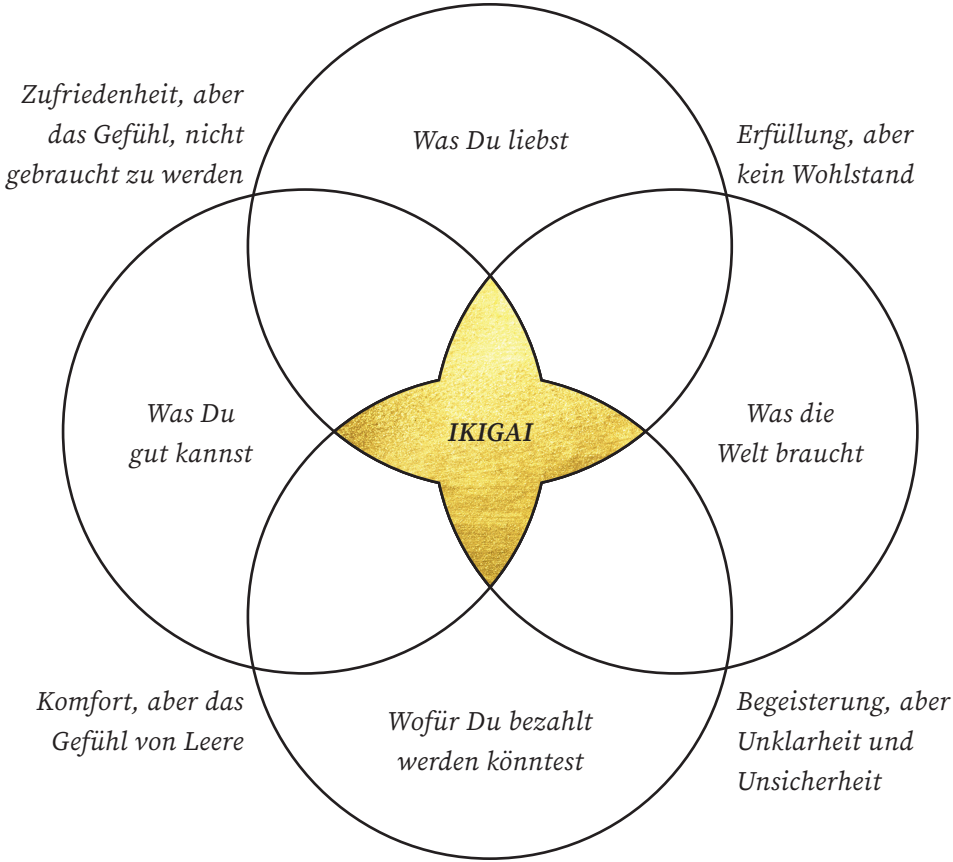 Zufriedenheit, aber
das Gefühl, nicht
gebraucht zu werden
Was Du liebst
Erfüllung, aber
kein Wohlstand
Was Du
gut kannst
IKIGAI
Was die
Welt braucht
Komfort, aber das
Gefühl von Leere
Wofür Du bezahlt
werden könntest
Begeisterung, aber
Unklarheit und
Unsicherheit